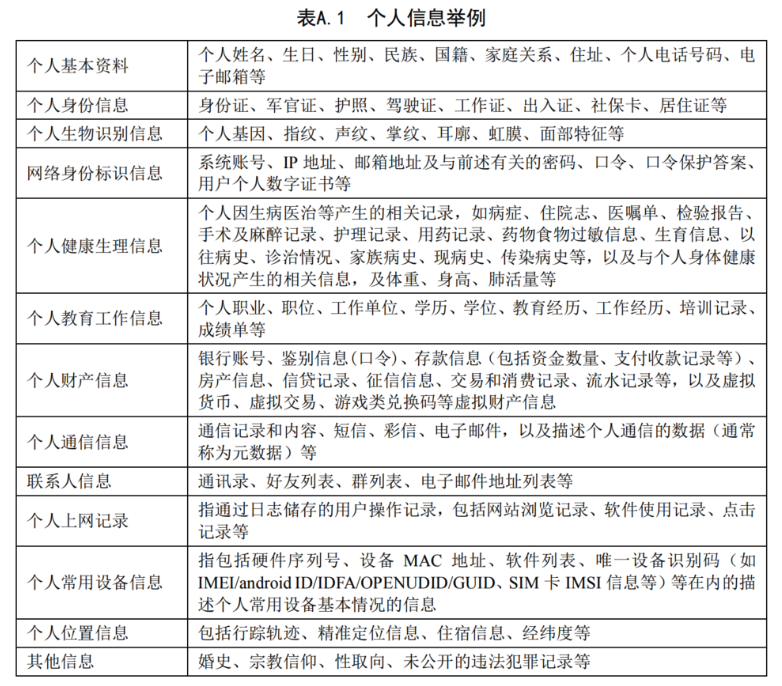 表A.1 个人信息举例
个人基本资料
个人姓名、生日、性别、民族、国籍、家庭关系、住址、个人电话号码、电
子邮箱等
个人身份信息
身份证、军官证、护照、驾驶证、工作证、出入证、社保卡、居住证等
个人生物识别信息
个人基因、指纹、声纹、掌纹、耳廓、虹膜、面部特征等
网络身份标识信息
系统账号、IP 地址、邮箱地址及与前述有关的密码、口令、口令保护答案、
用户个人数字证书等
个人健康生理信息
个人因生病医治等产生的相关记录，如病症、住院志、医嘱单、检验报告、
手术及麻醉记录、护理记录、用药记录、药物食物过敏信息、生育信息、以
往病史、诊治情况、家族病史、现病史、传染病史等，以及与个人身体健康
状况产生的相关信息，及体重、身高、肺活量等
个人教育工作信息
个人职业、职位、工作单位、学历、学位、教育经历、工作经历、培训记录、
成绩单等
个人财产信息
银行账号、鉴别信息(口令)、存款信息（包括资金数量、支付收款记录等）、
房产信息、信贷记录、征信信息、交易和消费记录、流水记录等，以及虚拟
货币、虚拟交易、游戏类兑换码等虚拟财产信息
个人通信信息
通信记录和内容、短信、彩信、电子邮件，以及描述个人通信的数据（通常
称为元数据）等
联系人信息
通讯录、好友列表、群列表、电子邮件地址列表等
个人上网记录
指通过日志储存的用户操作记录，包括网站浏览记录、软件使用记录、点击
记录等
个人常用设备信息
指包括硬件序列号、设备 MAC 地址、软件列表、唯一设备识别码（如
IMEI/android ID/IDFA/OPENUDID/GUID、SIM 卡 IMSI 信息等）等在内的描
述个人常用设备基本情况的信息
个人位置信息
包括行踪轨迹、精准定位信息、住宿信息、经纬度等
其他信息
婚史、宗教信仰、性取向、未公开的违法犯罪记录等